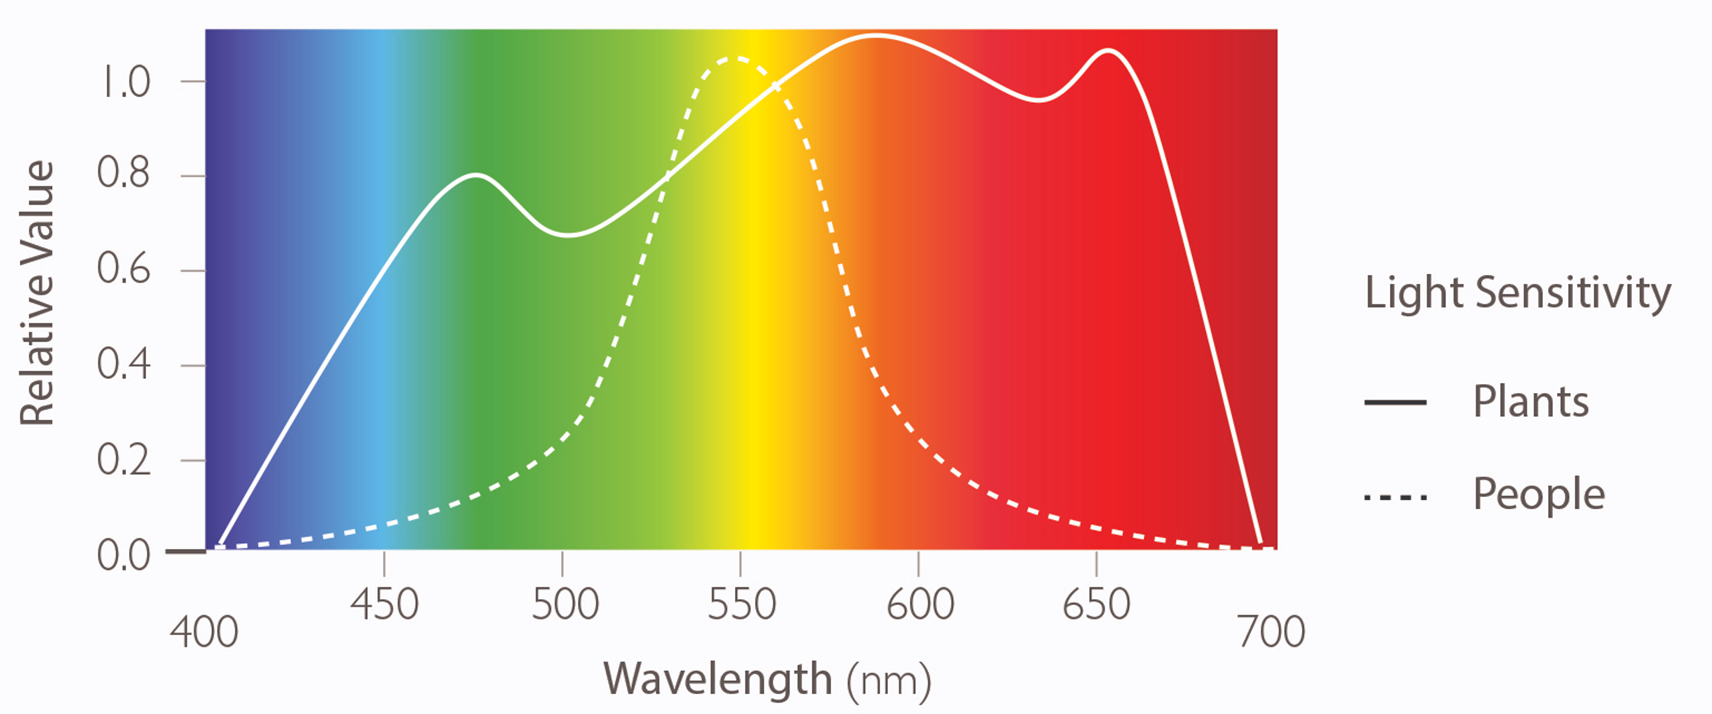 Relative Value
1.0
0.8
0.6
0.4
0.2
0.0
400
450
500
550
600
650
700
Wavelength (nm)
Light Sensitivity
Plants
People